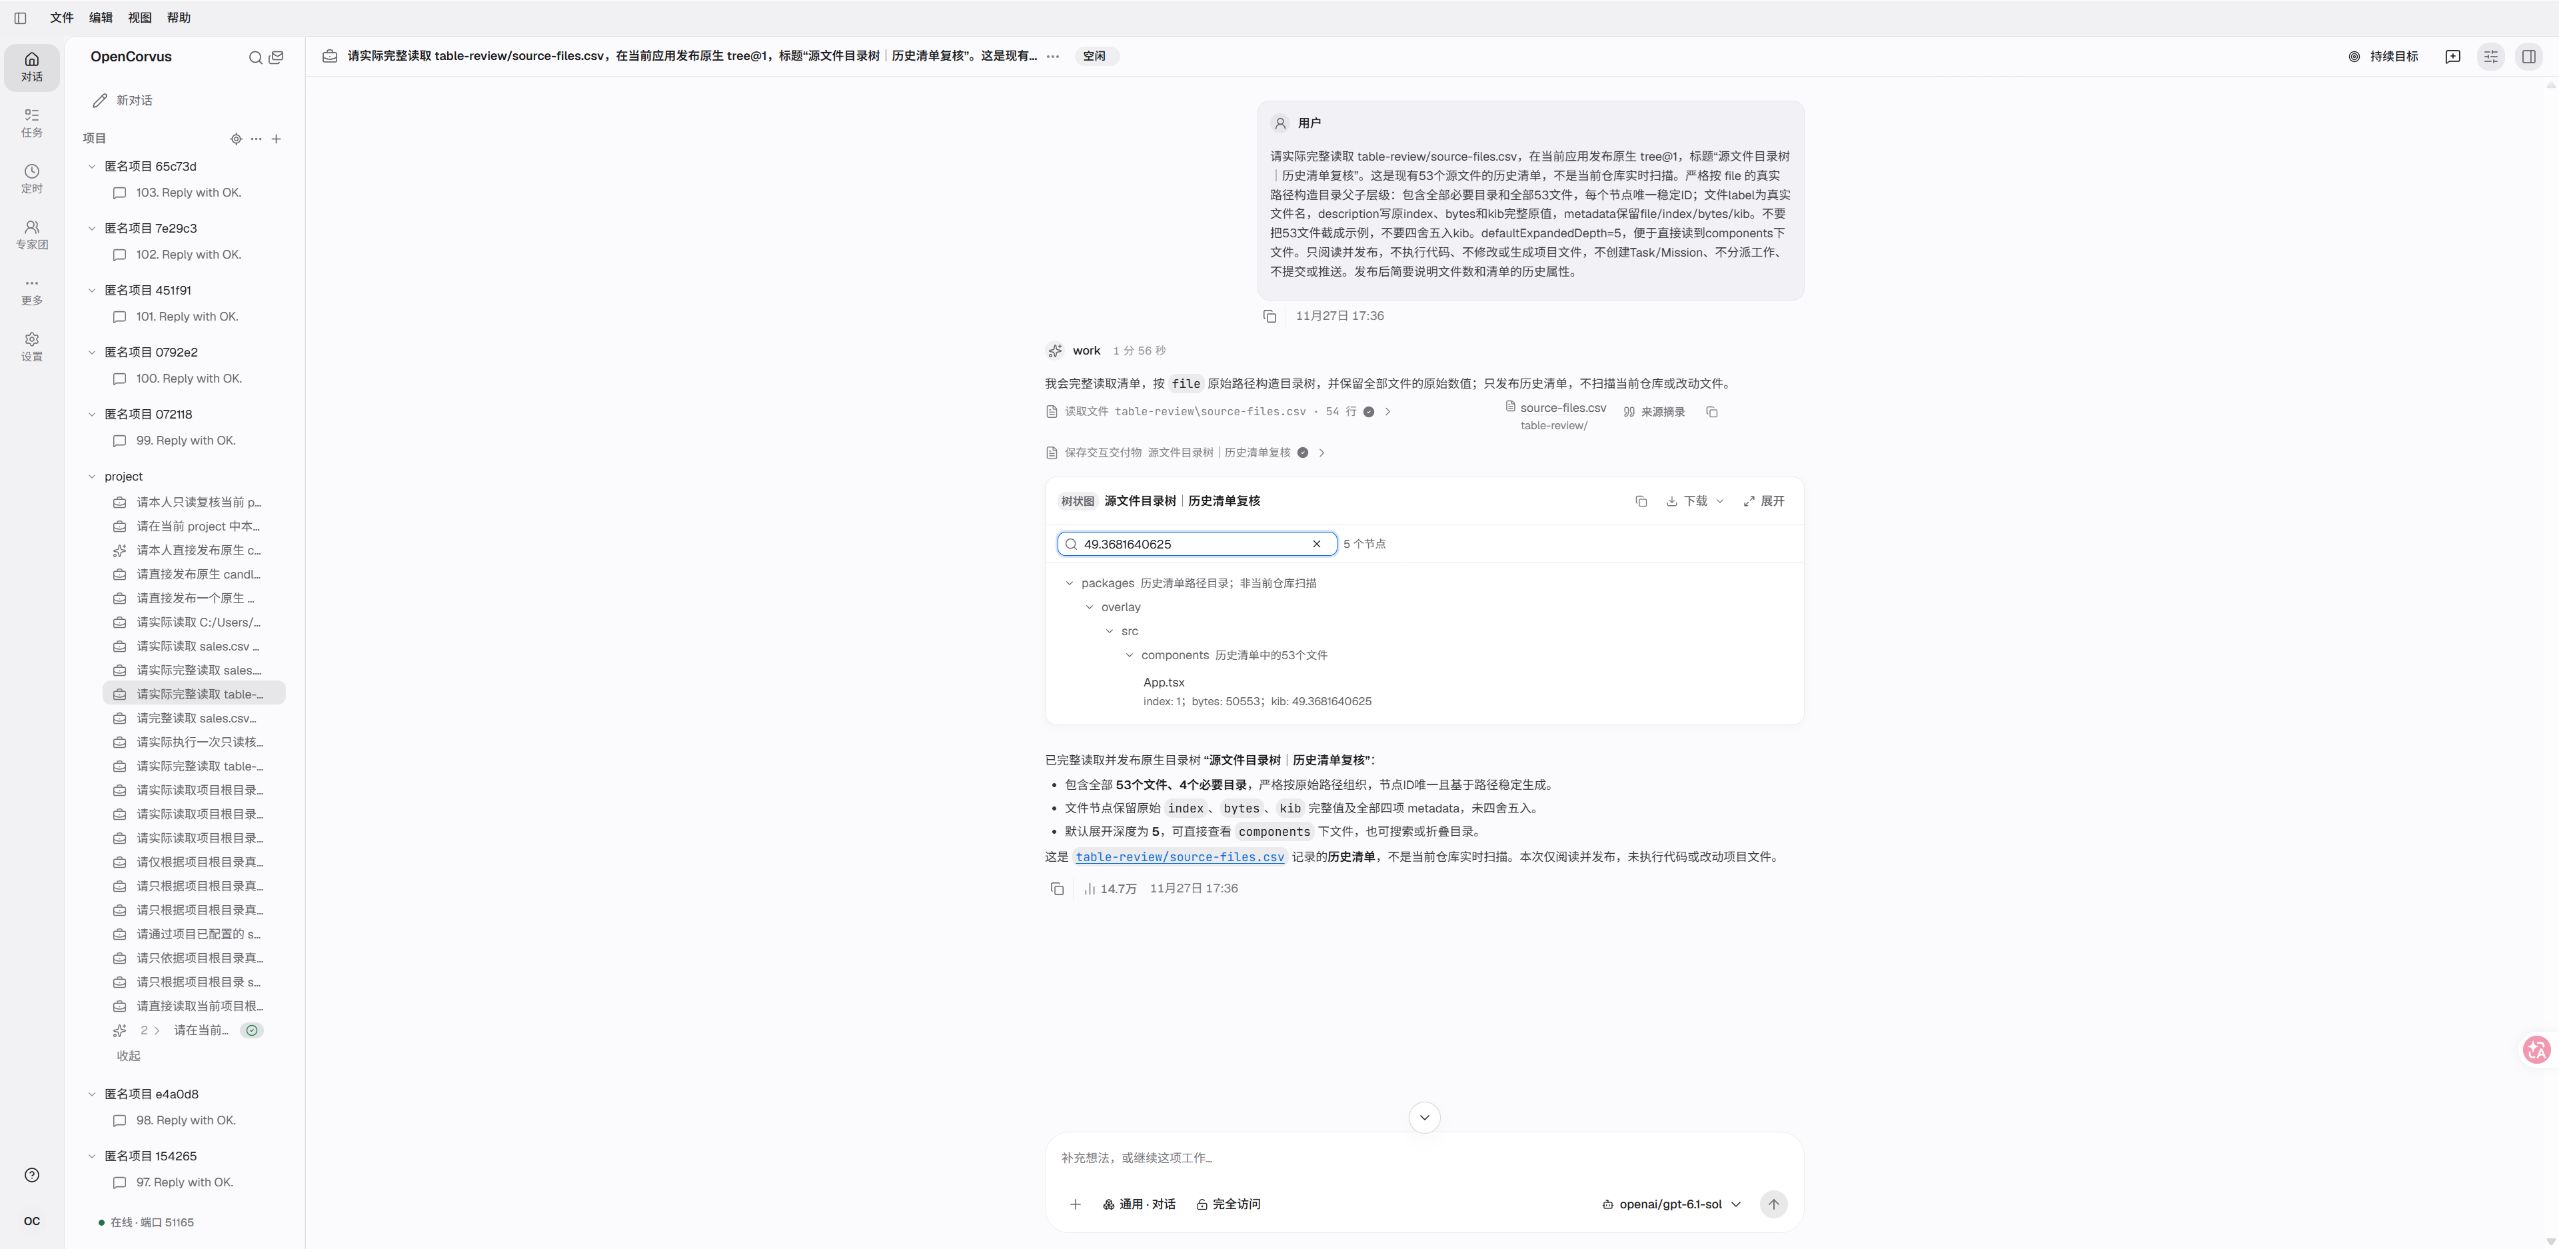 文件 编辑 视图 帮助
对话
任务
定时
专家团
更多
设置
OC
OpenCorvus
新对话
项目
匿名项目 65c73d
103. Reply with OK.
匿名项目 7e29c3
102. Reply with OK.
匿名项目 451f91
101. Reply with OK.
匿名项目 0792e2
100. Reply with OK.
匿名项目 072118
99. Reply with OK.
project
请本人只读复核当前 p...
请在当前 project 中本...
请本人直接发布原生 c...
请直接发布原生 candl...
请直接发布一个原生 ...
请实际读取 C:/Users/...
请实际读取 sales.csv ...
请实际完整读取 sales....
请实际完整读取 table-...
请完整读取 sales.csv...
请实际执行一次只读核...
请实际完整读取 table-...
请实际读取项目根目录...
请实际读取项目根目录...
请实际读取项目根目录...
请仅根据项目根目录真...
请只根据项目根目录真...
请只根据项目根目录真...
请通过项目已配置的 s...
请只依据项目根目录真...
请只根据项目根目录 s...
请直接读取当前项目根...
2 请在当前...
收起
匿名项目 e4a0d8
98. Reply with OK.
匿名项目 154265
97. Reply with OK.
在线 · 端口 51165
请实际完整读取 table-review/source-files.csv，在当前应用发布原生 tree@1，标题“源文件目录树｜历史清单复核”。这是现有... 空闲
持续目标
用户
请实际完整读取 table-review/source-files.csv，在当前应用发布原生 tree@1，标题“源文件目录树
｜历史清单复核”。这是现有53个源文件的历史清单，不是当前仓库实时扫描。严格按 file 的真实
路径构造目录父子层级：包含全部必要目录和全部53文件，每个节点唯一稳定ID；文件label为真实
文件名，description写原index、bytes和kib完整原值，metadata保留file/index/bytes/kib。不要
把53文件截成示例，不要四舍五入kib。defaultExpandedDepth=5，便于直接读到components下
文件。只阅读并发布，不执行代码、不修改或生成项目文件，不创建Task/Mission、不分派工作、
不提交或推送。发布后简要说明文件数和清单的历史属性。
11月27日 17:36
work 1 分 56 秒
我会完整读取清单，按 file 原始路径构造目录树，并保留全部文件的原始数值；只发布历史清单，不扫描当前仓库或改动文件。
读取文件 table-review\source-files.csv · 54 行
source-files.csv
table-review/
来源摘录
保存交互交付物 源文件目录树｜历史清单复核
树状图 源文件目录树｜历史清单复核
下载 展开
49.3681640625
5 个节点
packages 历史清单路径目录；非当前仓库扫描
overlay
src
components 历史清单中的53个文件
App.tsx
index: 1；bytes: 50553；kib: 49.3681640625
已完整读取并发布原生目录树 “源文件目录树｜历史清单复核”：
• 包含全部 53个文件、4个必要目录，严格按原始路径组织，节点ID唯一且基于路径稳定生成。
• 文件节点保留原始 index、bytes、kib 完整值及全部四项 metadata，未四舍五入。
• 默认展开深度为 5，可直接查看 components 下文件，也可搜索或折叠目录。
这是 table-review/source-files.csv 记录的历史清单，不是当前仓库实时扫描。本次仅阅读并发布，未执行代码或改动项目文件。
14.7万 11月27日 17:36
补充想法，或继续这项工作...
通用 · 对话 完全访问
openai/gpt-6.1-sol